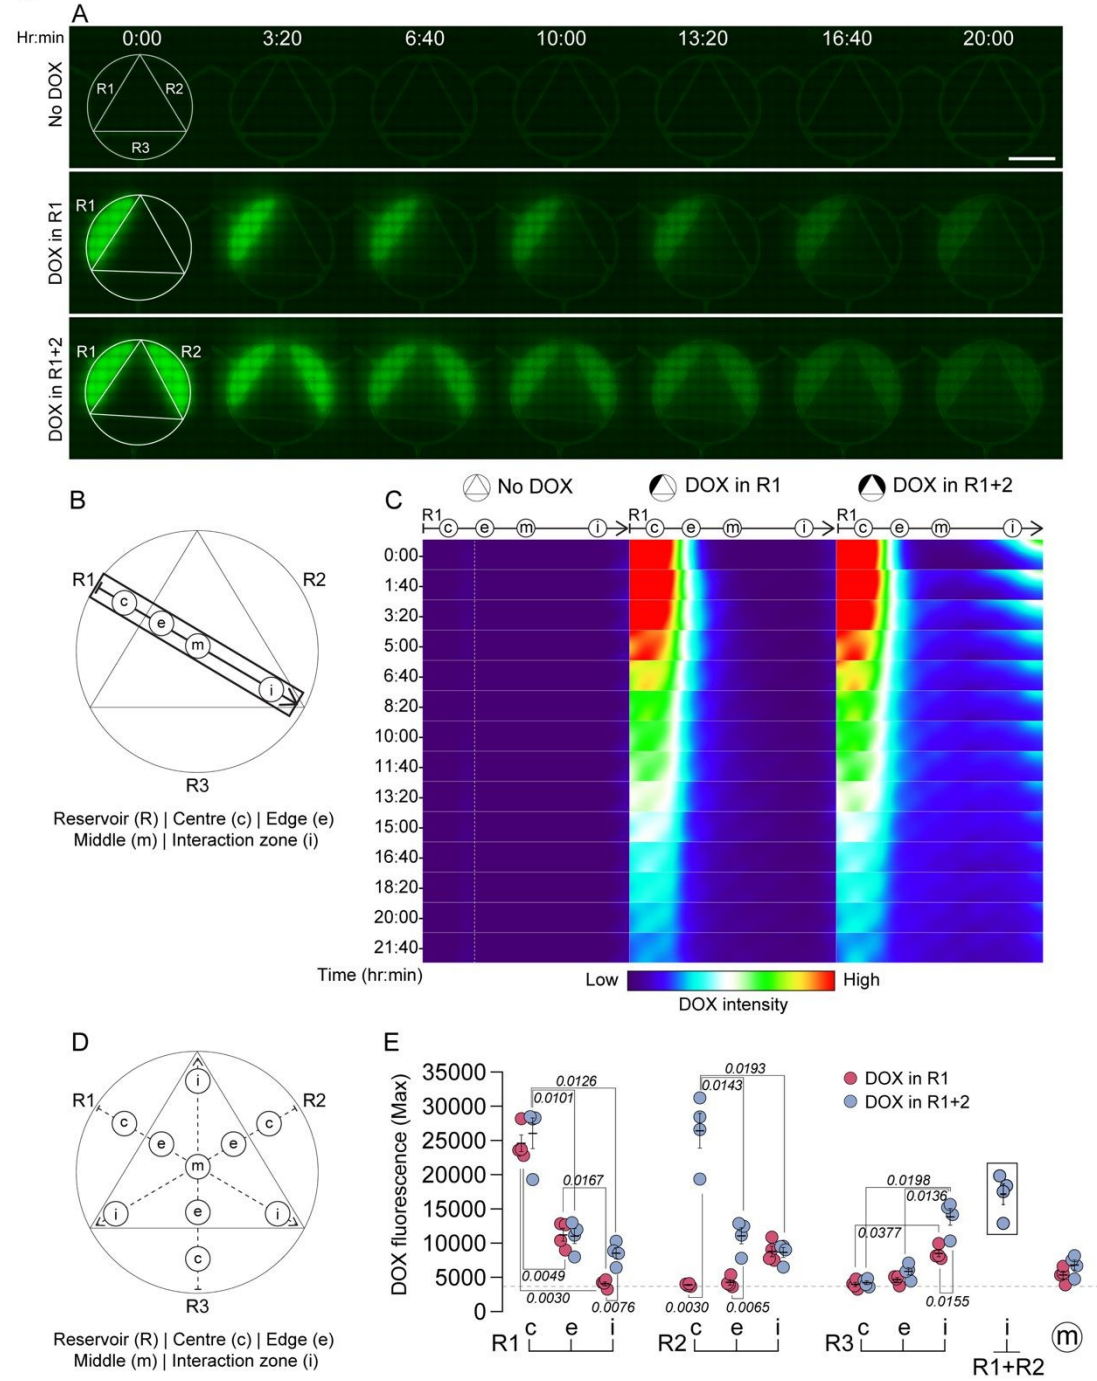 A
Hr:min 0:00 3:20 6:40 10:00 13:20 16:40 20:00
No DOX
R1 R2
R3
DOX in R1
R1
DOX in R1+2
R1 R2
B
R1 R2
c
e
m
i
R3
Reservoir (R) | Centre (c) | Edge (e)
Middle (m) | Interaction zone (i)
C
No DOX DOX in R1 DOX in R1+2
R1 R1 R1
c e m i c e m i c e m i
0:00
1:40
3:20
5:00
6:40
8:20
10:00
11:40
13:20
15:00
16:40
18:20
20:00
21:40
Time (hr:min)
Low High
DOX intensity
D
R1 R2
i
c c
e e
m
i e i
c
R3
Reservoir (R) | Centre (c) | Edge (e)
Middle (m) | Interaction zone (i)
E
DOX fluorescence (Max)
35000
30000
25000
20000
15000
10000
5000
0
DOX in R1
DOX in R1+2
0.0126
0.0101
0.0167
0.0049
0.0030
0.0076
0.0193
0.0143
0.0030
0.0065
0.0198
0.0136
0.0377
0.0155
c e i c e i c e i i m
R1 R2 R3 R1+R2